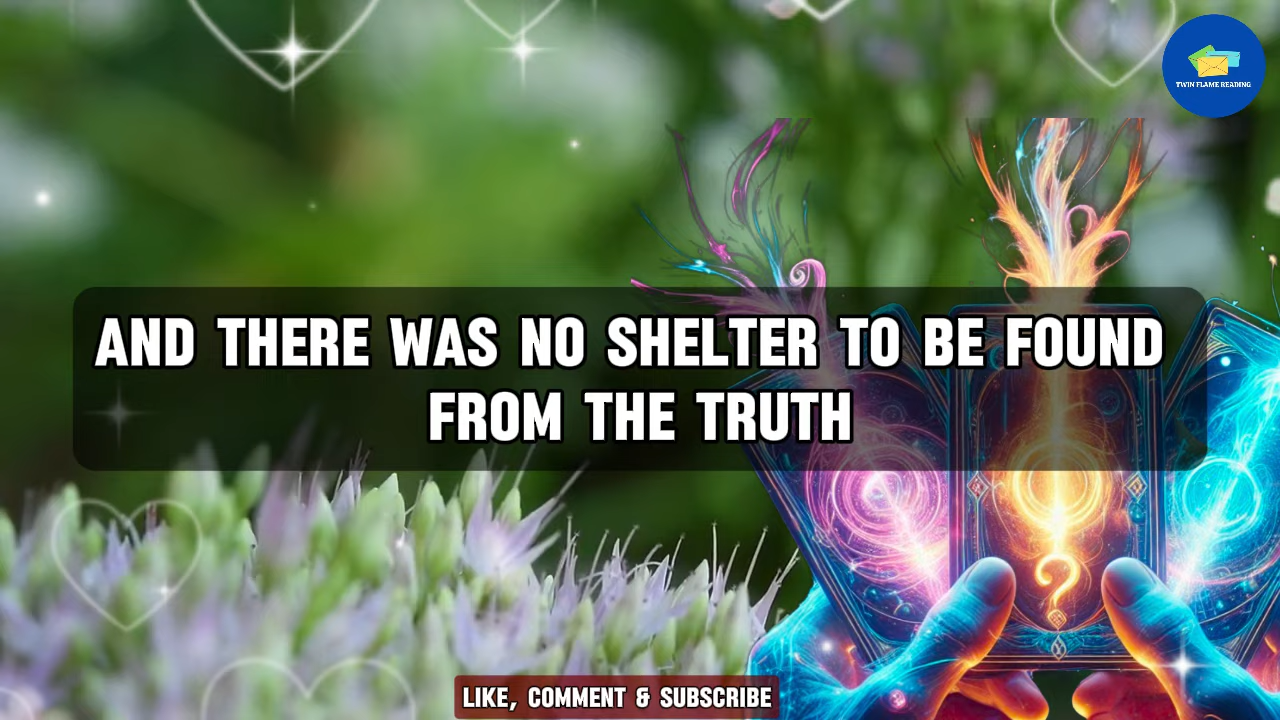 TWIN FLAME READING
AND THERE WAS NO SHELTER TO BE FOUND
FROM THE TRUTH
?
LIKE, COMMENT & SUBSCRIBE